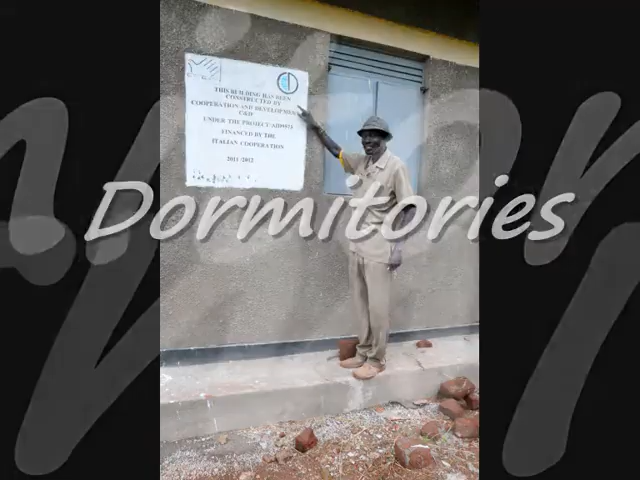 THIS BUILDING HAS BEEN
CONSTRUCTED BY
COOPERATION AND DEVELOPMENT
C&D
UNDER THE PROJECT
FINANCED BY THE
ITALIAN COOPERATION
2011/2012
Dormitories